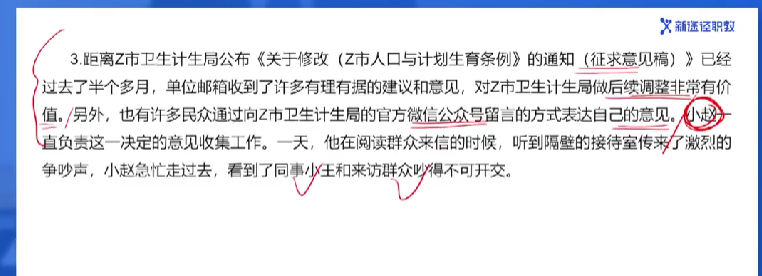 新途径职教
3.距离Z市卫生计生局公布《关于修改（Z市人口与计划生育条例》的通知（征求意见稿）》已经
过去了半个多月，单位邮箱收到了许多有理有据的建议和意见，对Z市卫生计生局做后续调整非常有价
值。另外，也有许多民众通过向Z市卫生计生局的官方微信公众号留言的方式表达自己的意见。小赵一
直负责这一决定的意见收集工作。一天，他在阅读群众来信的时候，听到隔壁的接待室传来了激烈的
争吵声，小赵急忙走过去，看到了同事小王和来访群众吵得不可开交。